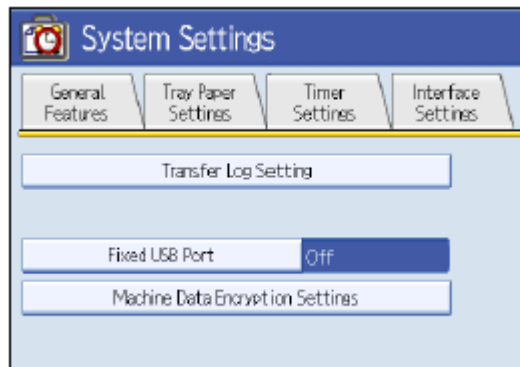 System Settings
General Features
Tray Paper Settings
Timer Settings
Interface Settings
Transfer Log Setting
Fixed USB Port Off
Machine Data Encryption Settings